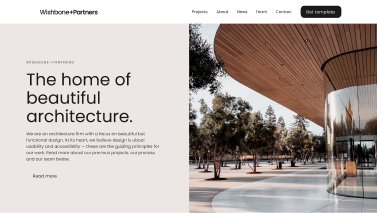 Wishbone+Partners
Projects About News Team Contact Get template
WISHBONE+PARTNERS
The home of
beautiful
architecture.
We are an architecture firm with a focus on beautiful but
functional design. At its heart, we believe design is about
usability and accessibility — these are the guiding principles for
our work. Read more about our previous projects, our process
and our team below.
Read more